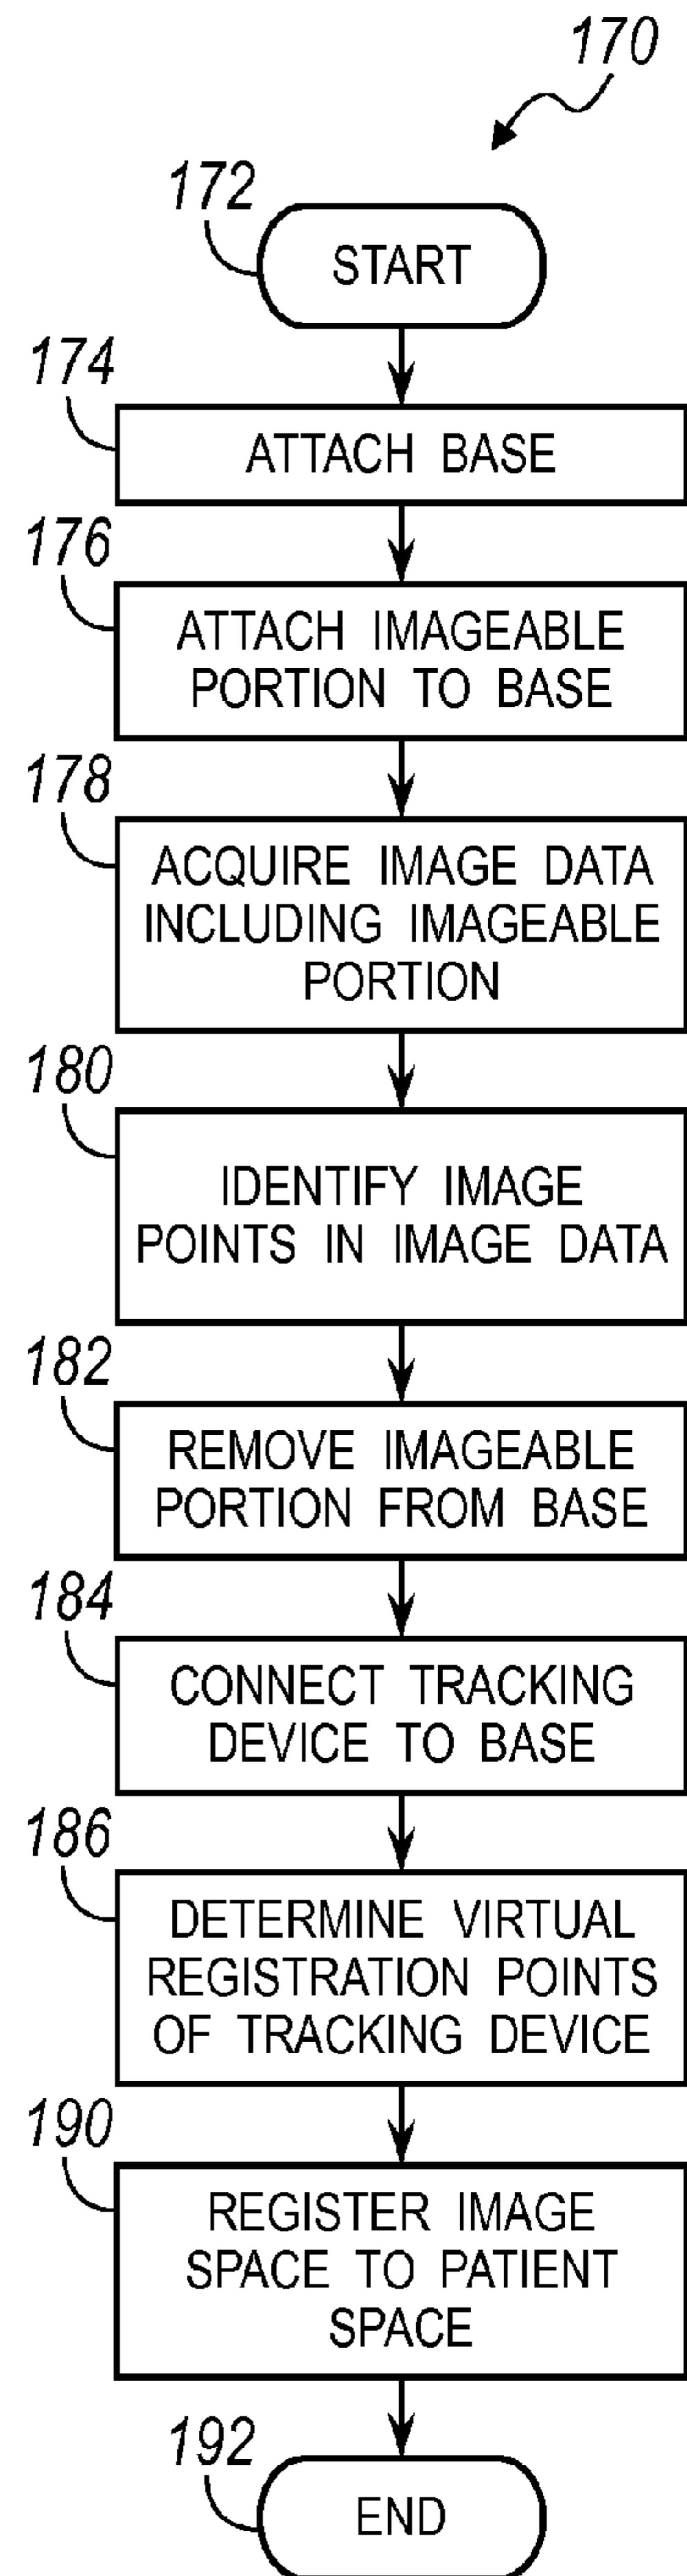 170
172
START
174
ATTACH BASE
176
ATTACH IMAGEABLE
PORTION TO BASE
178
ACQUIRE IMAGE DATA
INCLUDING IMAGEABLE
PORTION
180
IDENTIFY IMAGE
POINTS IN IMAGE DATA
182
REMOVE IMAGEABLE
PORTION FROM BASE
184
CONNECT TRACKING
DEVICE TO BASE
186
DETERMINE VIRTUAL
REGISTRATION POINTS
OF TRACKING DEVICE
190
REGISTER IMAGE
SPACE TO PATIENT
SPACE
192
END